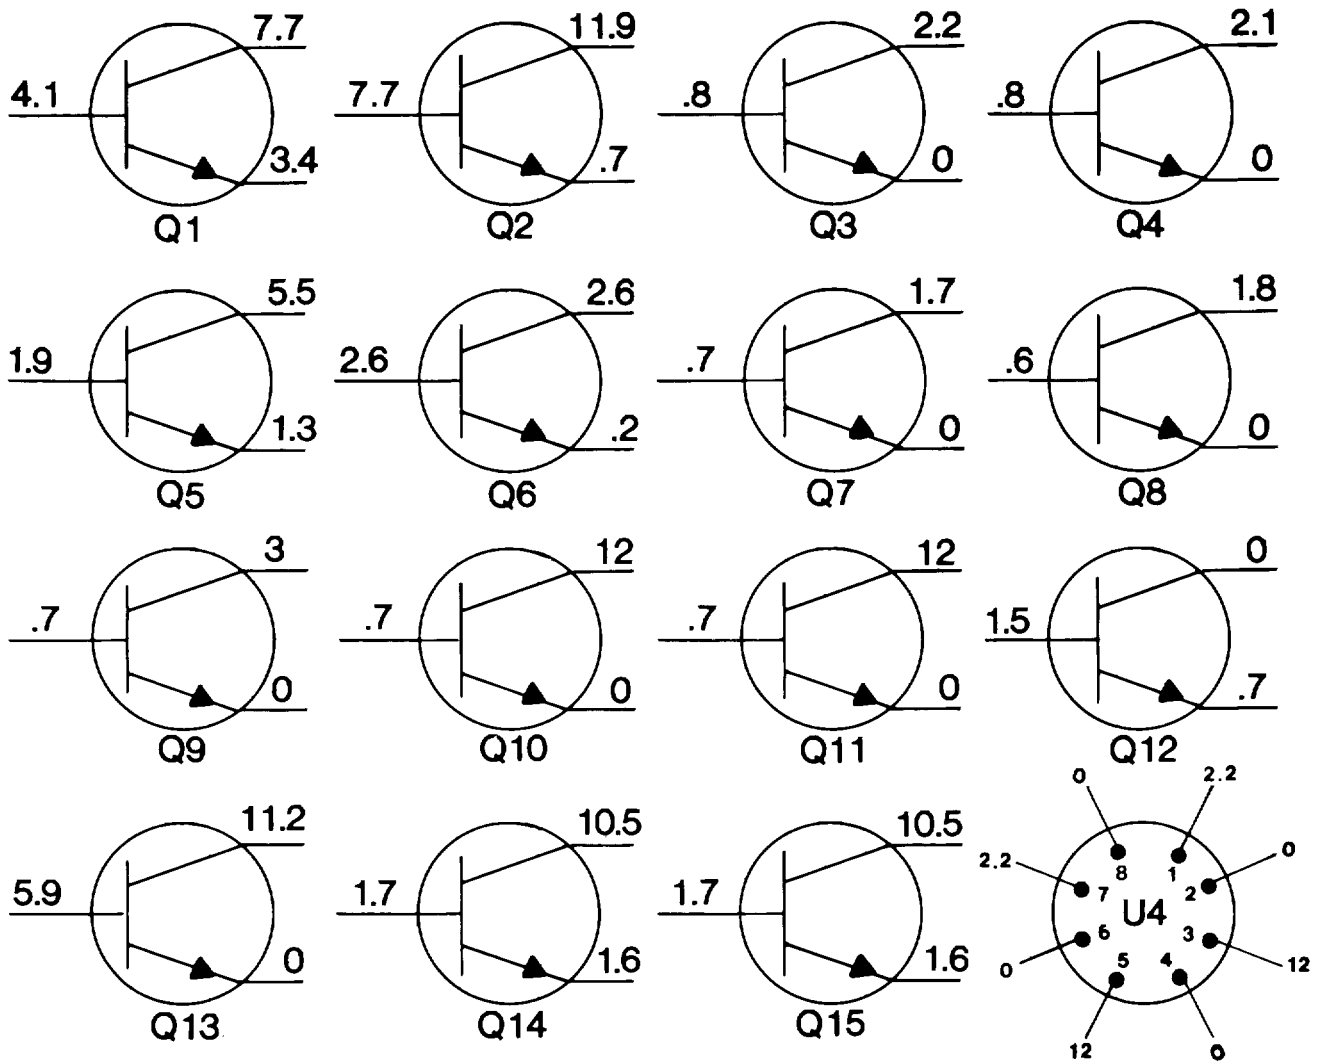 7.7 11.9 2.2 2.1
4.1 7.7 .8 .8
3.4 .7 0 0
Q1 Q2 Q3 Q4
5.5 2.6 1.7 1.8
1.9 2.6 .7 .6
1.3 .2 0 0
Q5 Q6 Q7 Q8
3 12 12 0
.7 .7 .7 1.5
0 0 0 .7
Q9 Q10 Q11 Q12
11.2 10.5 10.5
5.9 1.7 1.7
0 1.6 1.6
Q13 Q14 Q15
0 2.2
2.2 8 1 0
7 2
U4
6 3
0 5 4 12
12 0